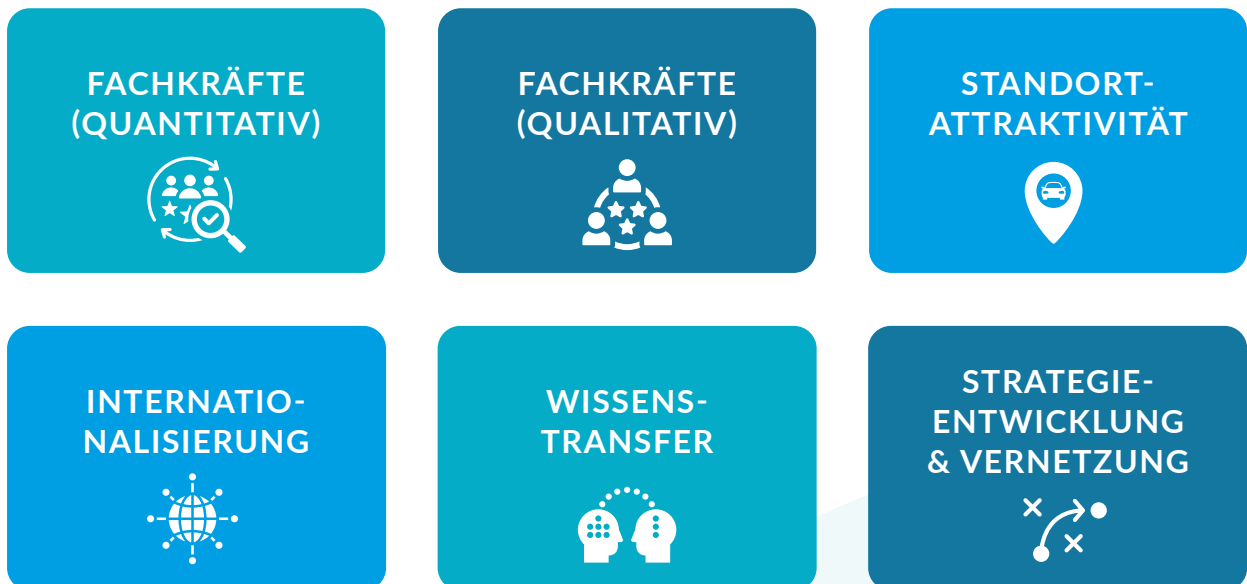 FACHKRÄFTE
(QUANTITATIV)
FACHKRÄFTE
(QUALITATIV)
STANDORT-
ATTRAKTIVITÄT
INTERNATIO-
NALISIERUNG
WISSENS-
TRANSFER
STRATEGIE-
ENTWICKLUNG
& VERNETZUNG